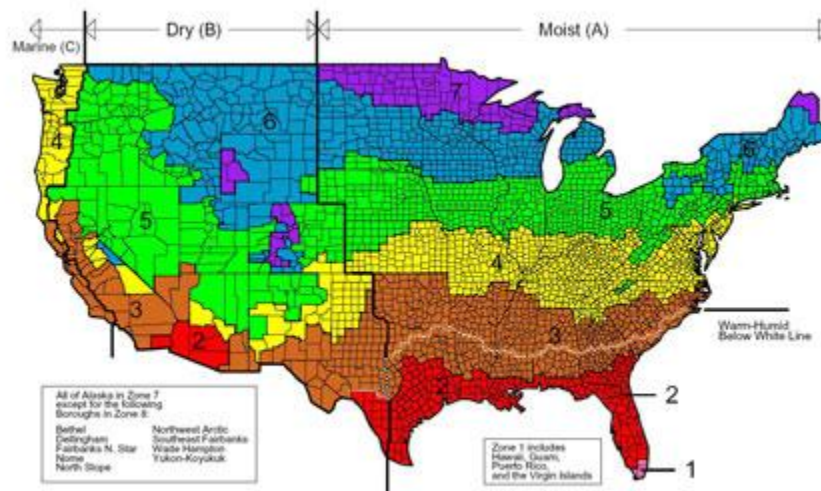 Marine (C)
Dry (B)
Moist (A)
7
6
6
4
5
5
4
3
3
2
Warm-Humid
Below White Line
2
1
All of Alaska in Zone 7
except for the following
Boroughs in Zone 8:
Bethel Northwest Arctic
Dellingham Southeast Fairbanks
Fairbanks N. Star Wade Hampton
Nome Yukon-Koyukuk
North Slope
Zone 1 includes
Hawaii, Guam,
Puerto Rico,
and the Virgin Islands